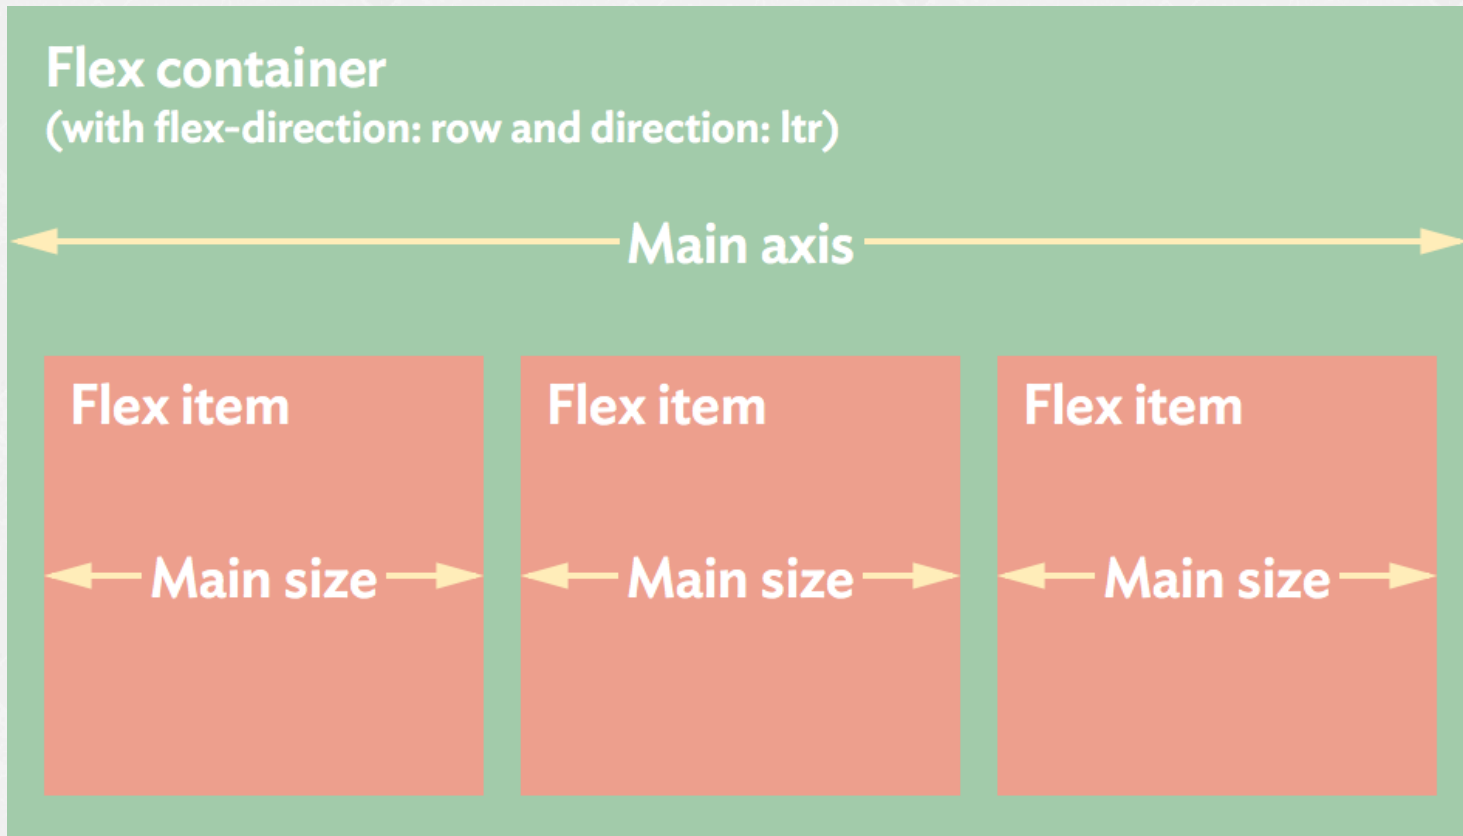 Flex container
(with flex-direction: row and direction: ltr)
Main axis
Flex item
Flex item
Flex item
Main size
Main size
Main size